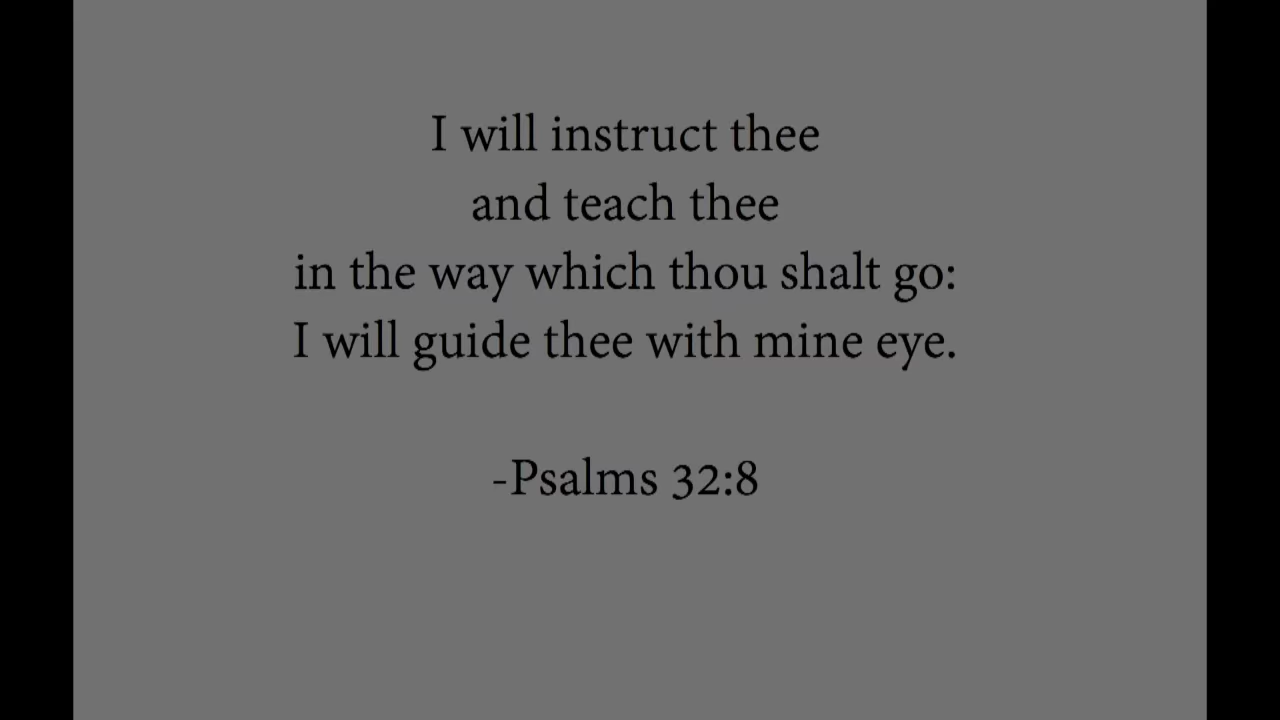 I will instruct thee
and teach thee
in the way which thou shalt go:
I will guide thee with mine eye.
-Psalms 32:8